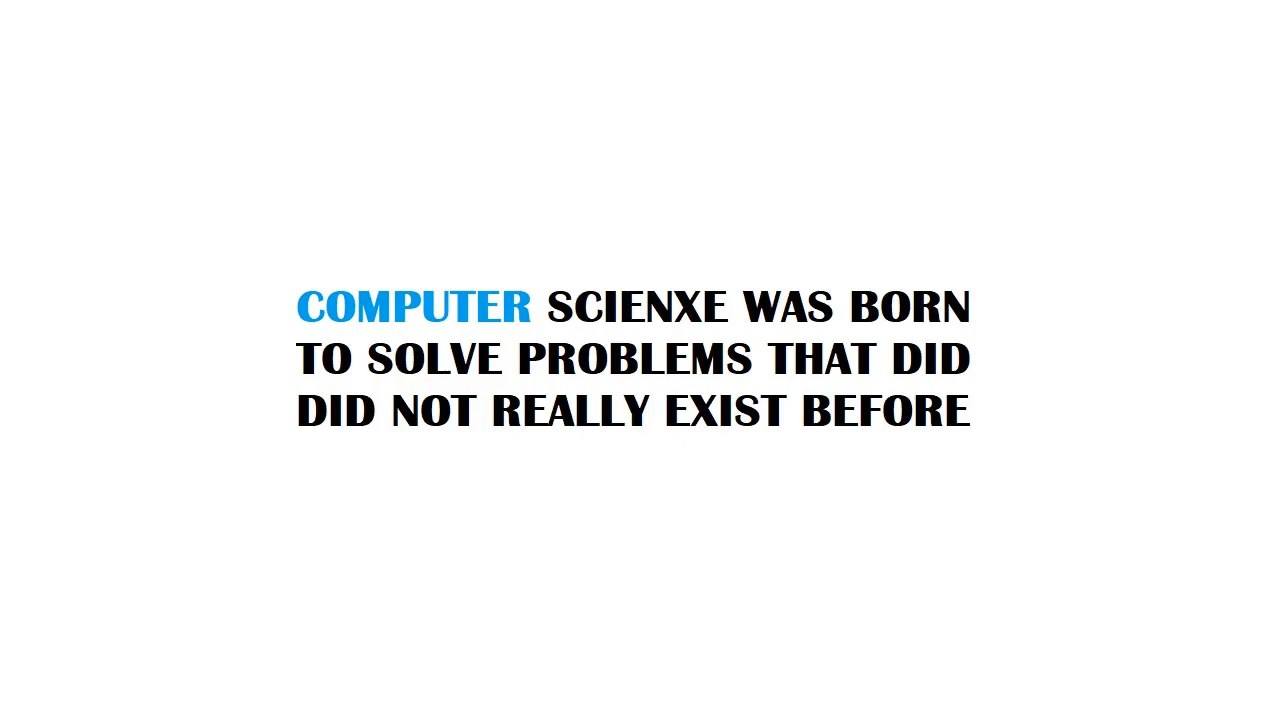 COMPUTER SCIENXE WAS BORN
TO SOLVE PROBLEMS THAT DID
DID NOT REALLY EXIST BEFORE